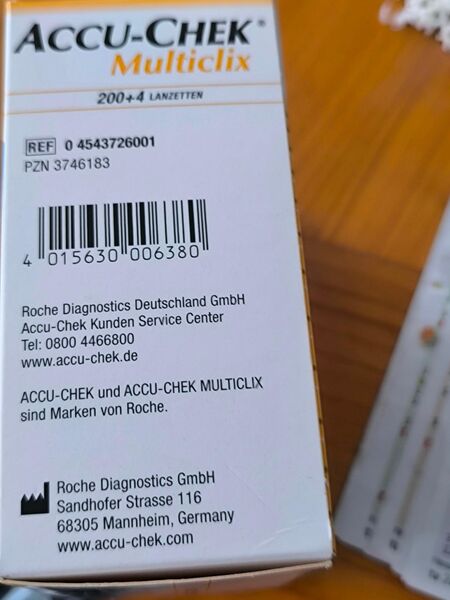 ACCU-CHEK®
Multiclix
200+4 LANZETTEN
REF 0 4543726001
PZN 3746183
4 015630 006380
Roche Diagnostics Deutschland GmbH
Accu-Chek Kunden Service Center
Tel: 0800 4466800
www.accu-chek.de
ACCU-CHEK und ACCU-CHEK MULTICLIX
sind Marken von Roche.
Roche Diagnostics GmbH
Sandhofer Strasse 116
68305 Mannheim, Germany
www.accu-chek.com